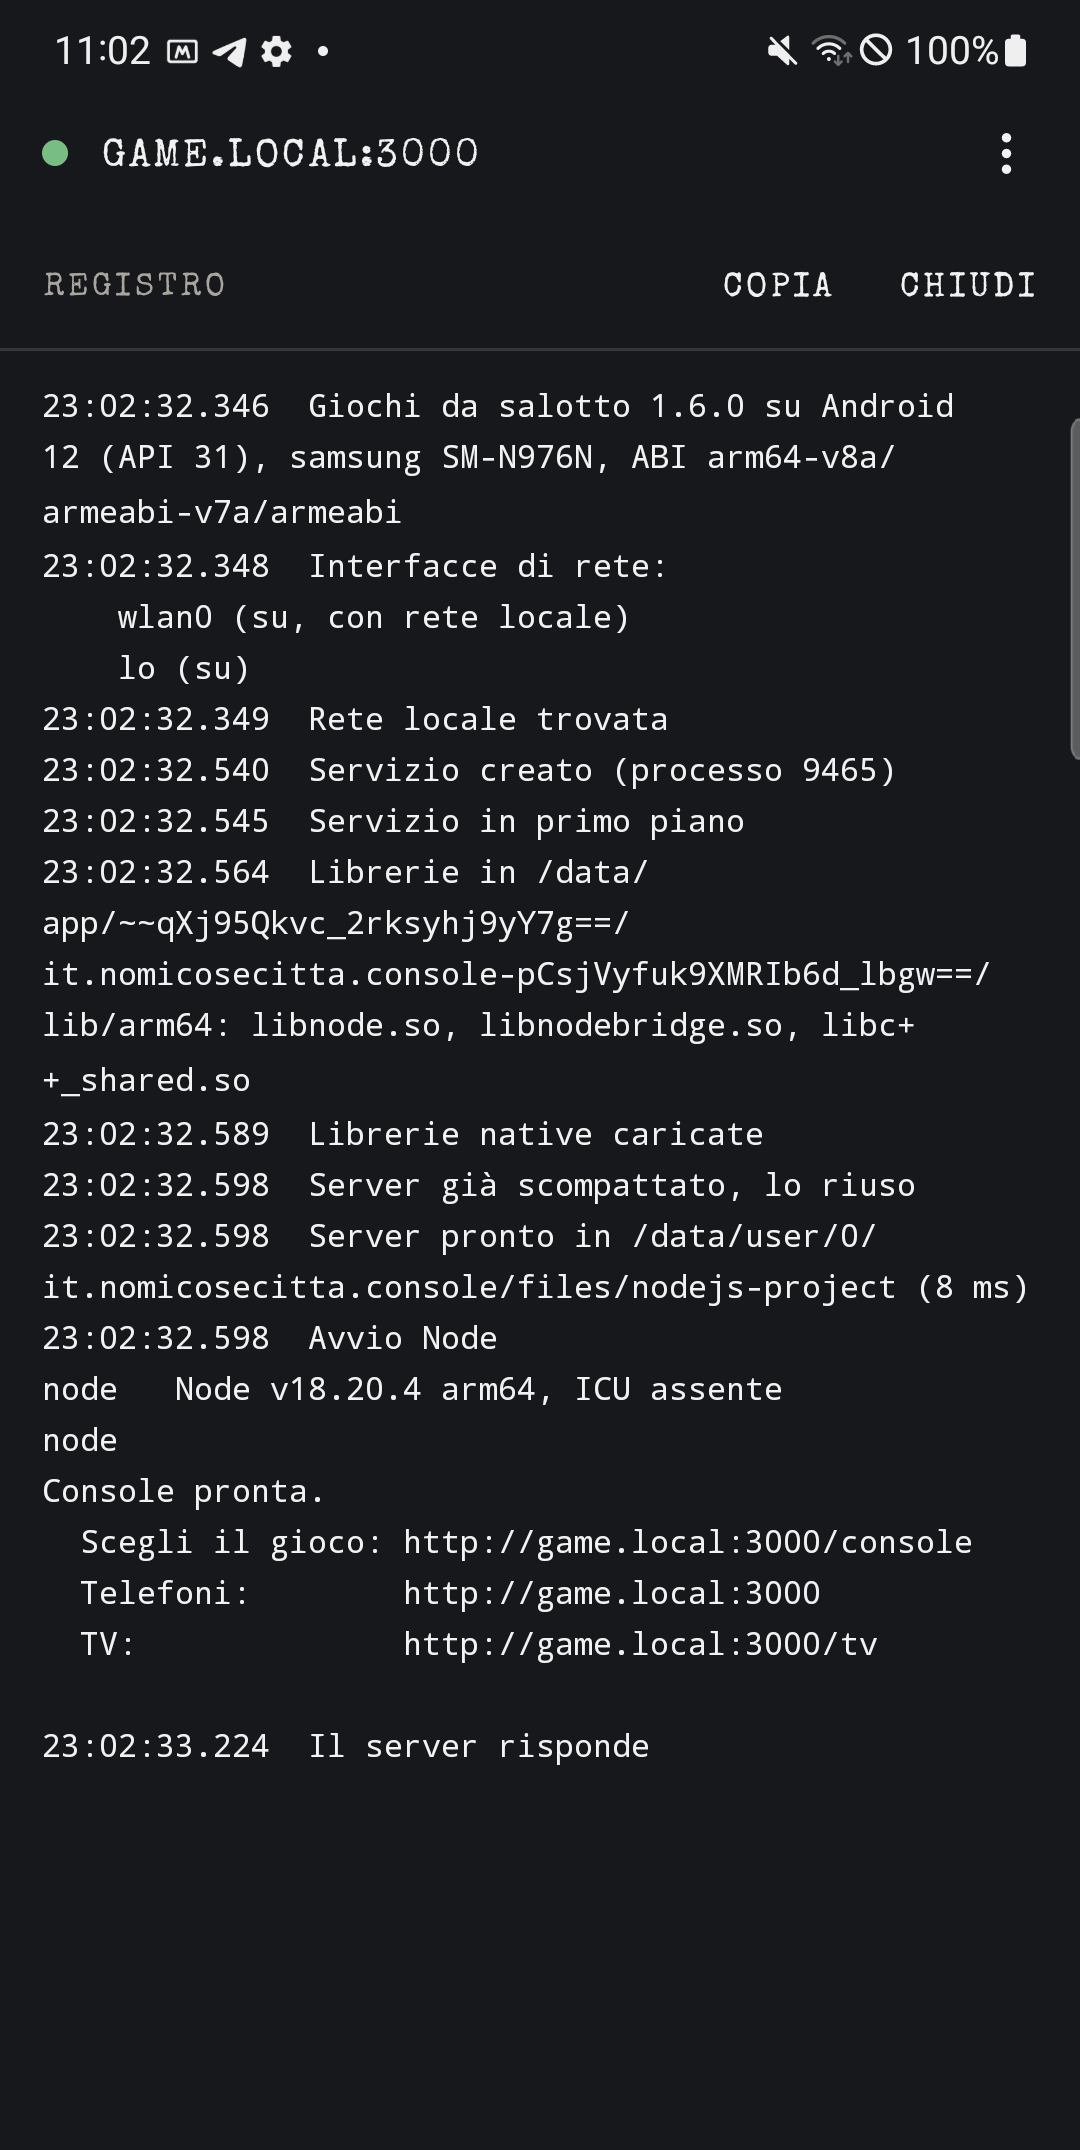 11:02 100%
GAME.LOCAL:3000
REGISTRO COPIA CHIUDI
23:02:32.346  Giochi da salotto 1.6.0 su Android
12 (API 31), samsung SM-N976N, ABI arm64-v8a/
armeabi-v7a/armeabi
23:02:32.348  Interfacce di rete:
    wlan0 (su, con rete locale)
    lo (su)
23:02:32.349  Rete locale trovata
23:02:32.540  Servizio creato (processo 9465)
23:02:32.545  Servizio in primo piano
23:02:32.564  Librerie in /data/
app/~~qXj95Qkvc_2rksyhj9yY7g==/
it.nomicosecitta.console-pCsjVyfuk9XMRIb6d_lbgw==/
lib/arm64: libnode.so, libnodebridge.so, libc+
+_shared.so
23:02:32.589  Librerie native caricate
23:02:32.598  Server già scompattato, lo riuso
23:02:32.598  Server pronto in /data/user/0/
it.nomicosecitta.console/files/nodejs-project (8 ms)
23:02:32.598  Avvio Node
node   Node v18.20.4 arm64, ICU assente
node
Console pronta.
  Scegli il gioco: http://game.local:3000/console
  Telefoni:        http://game.local:3000
  TV:              http://game.local:3000/tv
23:02:33.224  Il server risponde